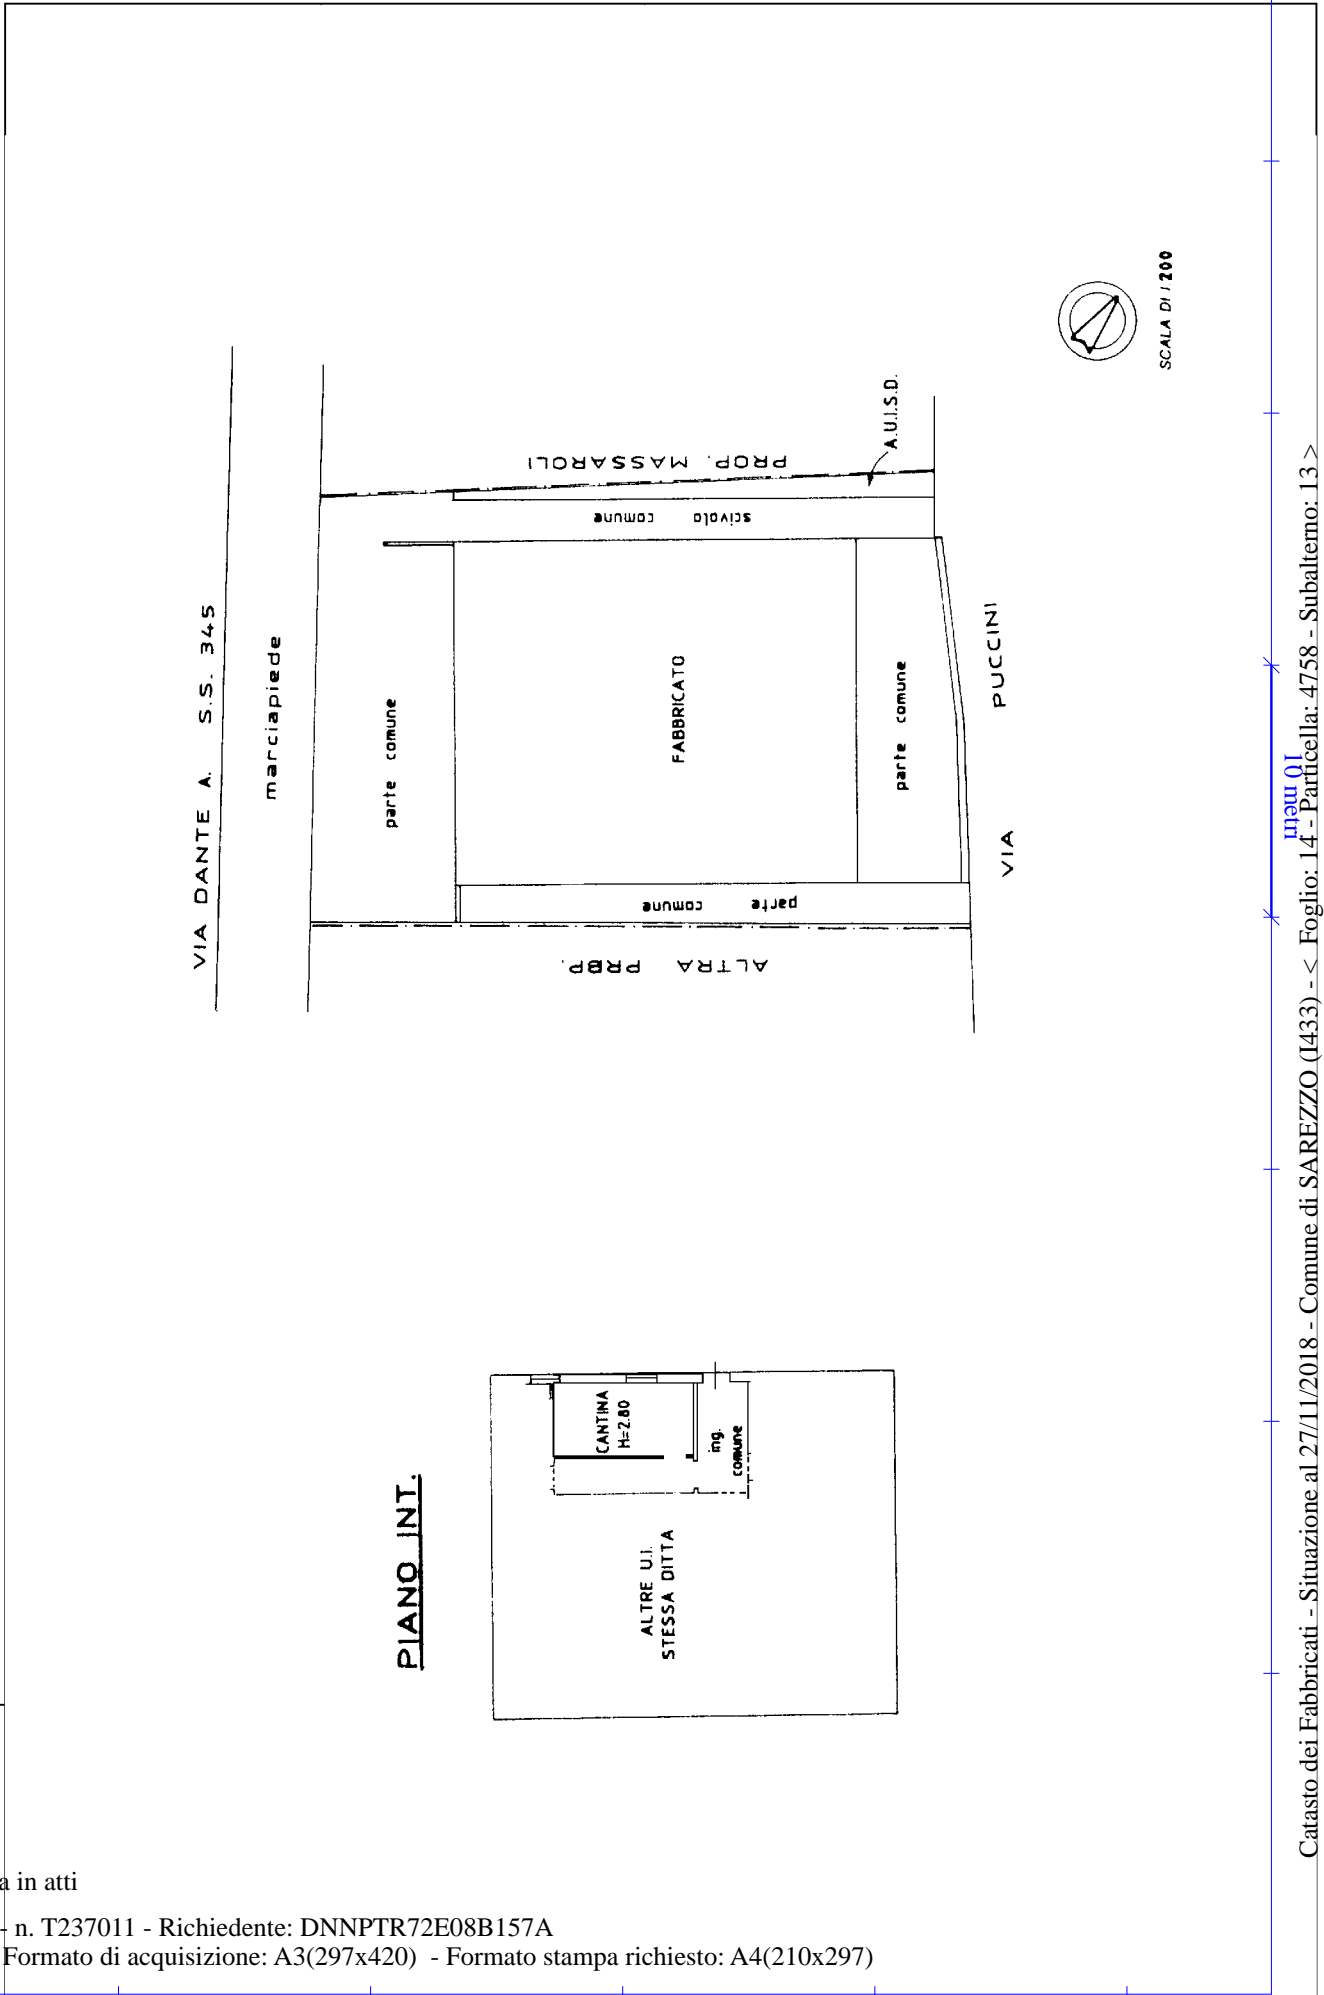 SCALA DI 1:200
VIA DANTE A. S.S. 345
marciapiede
PROP. MASSAROLI
A.U.I.S.D.
scivolo comune
parte comune
FABBRICATO
parte comune
VIA PUCCINI
parte comune
ALTRA PROP.
PIANO INT.
CANTINA
H=2.80
ing.
comune
ALTRE U.I.
STESSA DITTA
10 metri
Catasto dei Fabbricati - Situazione al 27/11/2018 - Comune di SAREZZO (I433) - < Foglio: 14 - Particella: 4758 - Subalterno: 13 >
in atti
- n. T237011 - Richiedente: DNNPTR72E08B157A
Formato di acquisizione: A3(297x420) - Formato stampa richiesto: A4(210x297)